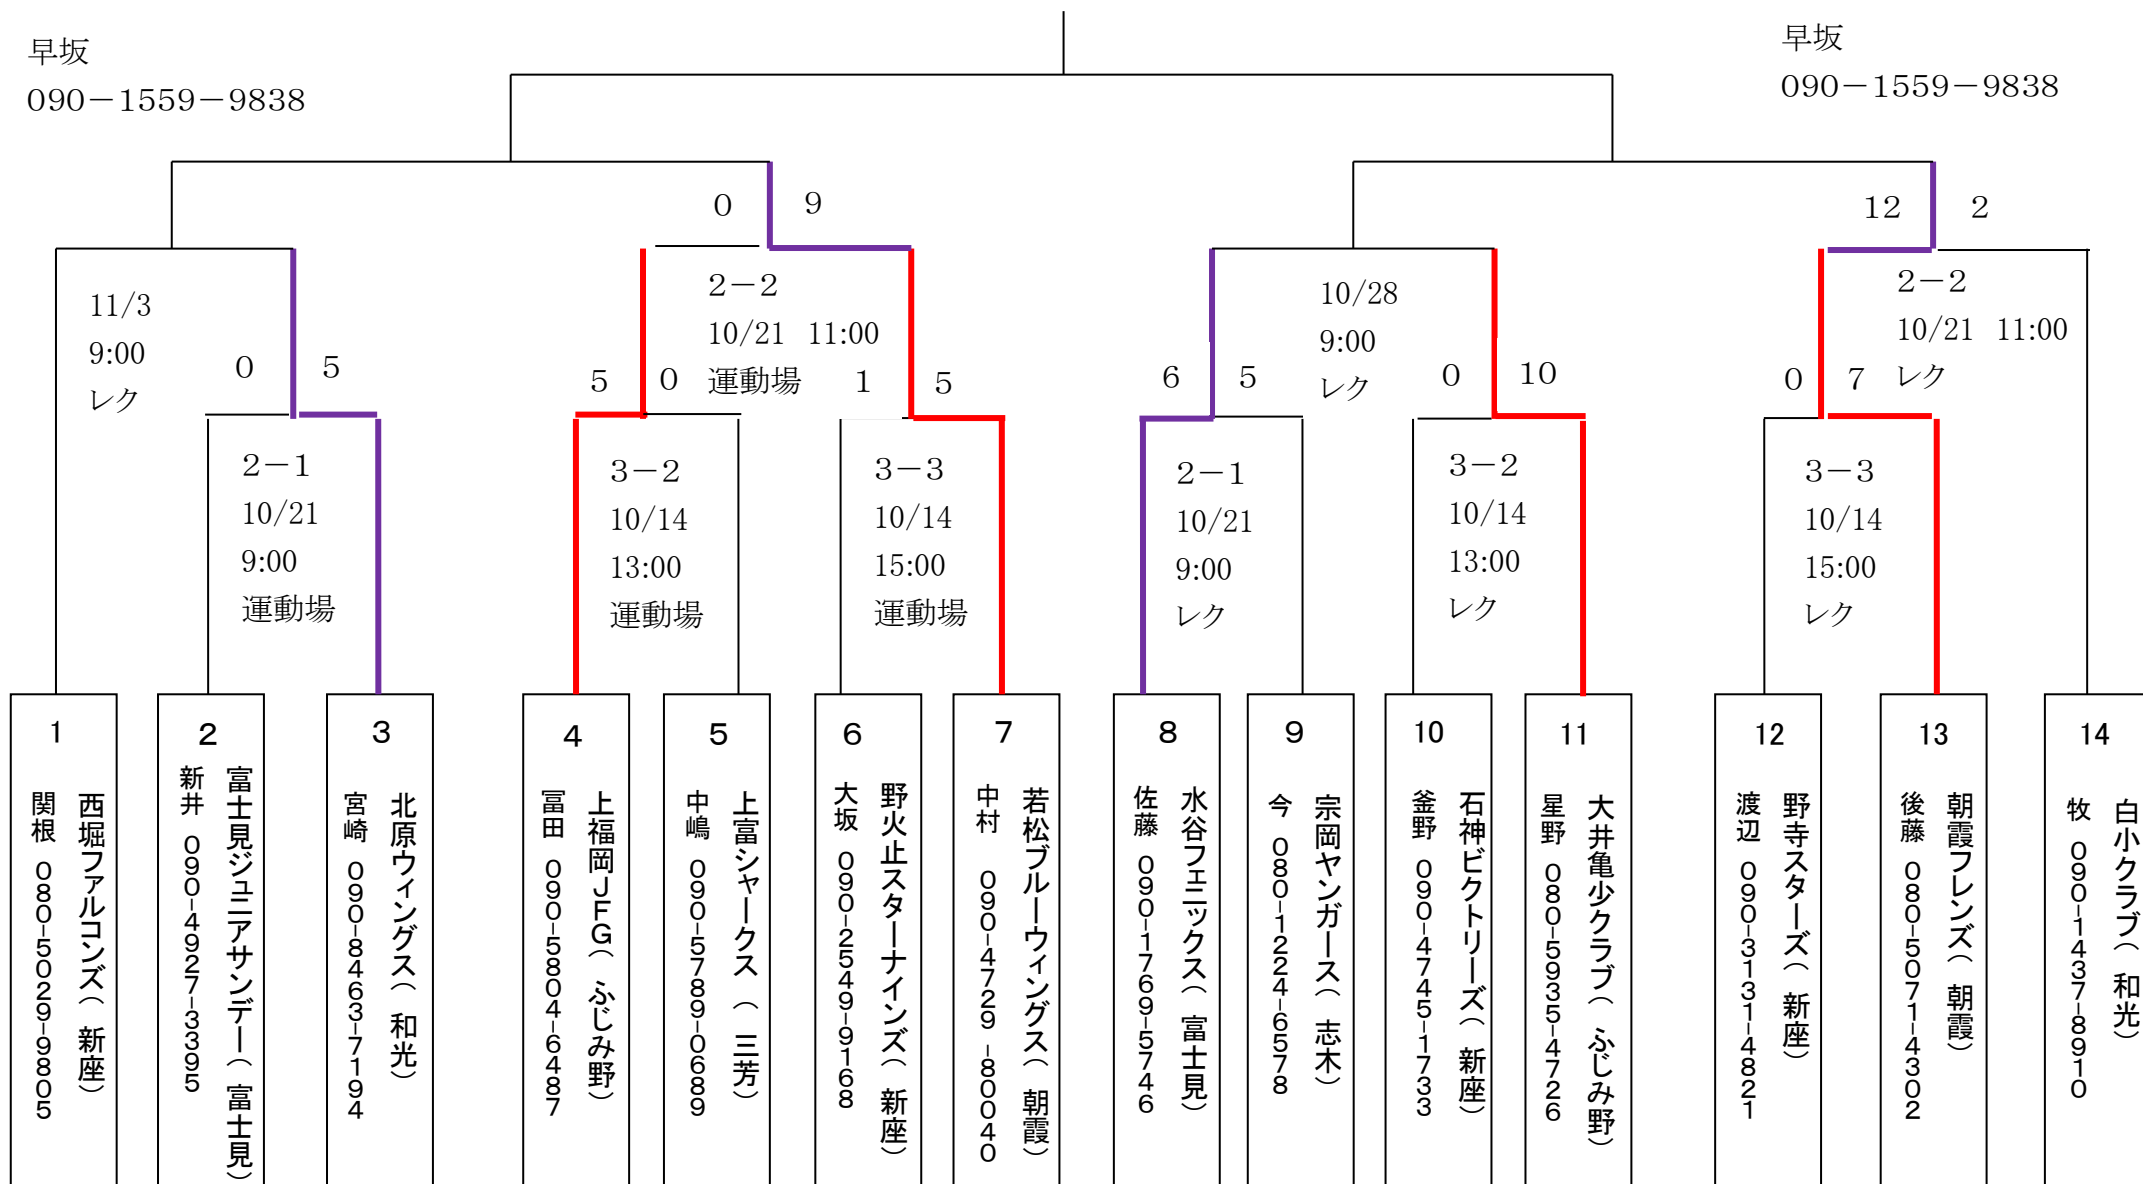 早坂
090－1559－9838
早坂
090－1559－9838
0 9
12 2
2－2
10/21 11:00
運動場
2－2
10/21 11:00
レク
11/3
9:00
レク
10/28
9:00
レク
0 5
5 0
1 5
6 5
0 10
0 7
2－1
10/21
9:00
運動場
3－2
10/14
13:00
運動場
3－3
10/14
15:00
運動場
2－1
10/21
9:00
レク
3－2
10/14
13:00
レク
3－3
10/14
15:00
レク
1
西堀ファルコンズ（新座）
関根 080-5029-9805
2
富士見ジュニアサンデー（富士見）
新井 090-4927-3395
3
北原ウィングス（和光）
宮崎 090-8463-7194
4
上福岡JFG（ふじみ野）
冨田 090-5804-6487
5
上富シャークス（三芳）
中嶋 090-5789-0689
6
野火止スターナインズ（新座）
大坂 090-2549-9168
7
若松ブルーウィングス（朝霞）
中村 090-4729-80040
8
水谷フェニックス（富士見）
佐藤 090-1769-5746
9
宗岡ヤンガース（志木）
今 080-1224-6578
10
石神ビクトリーズ（新座）
釜野 090-4745-1733
11
大井亀少クラブ（ふじみ野）
星野 080-5935-4726
12
野寺スターズ（新座）
渡辺 090-3131-4821
13
朝霞フレンズ（朝霞）
後藤 080-5071-4302
14
白小クラブ（和光）
牧 090-1437-8910